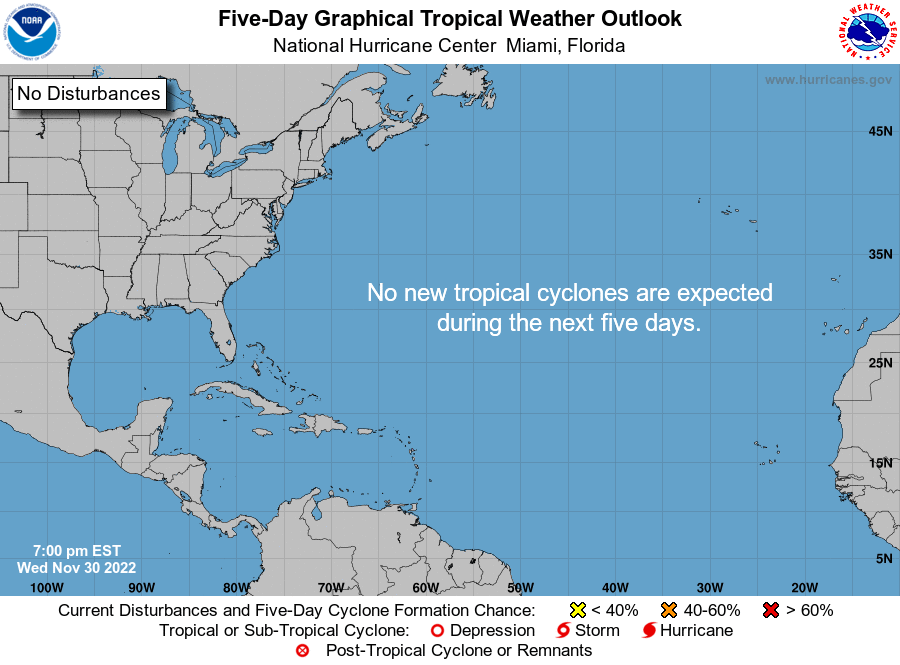 Five-Day Graphical Tropical Weather Outlook
National Hurricane Center  Miami, Florida
NOAA
NATIONAL WEATHER SERVICE
www.hurricanes.gov
No Disturbances
45N
35N
No new tropical cyclones are expected
during the next five days.
25N
15N
5N
7:00 pm EST
Wed Nov 30 2022
100W 90W 80W 70W 60W 50W 40W 30W 20W
Current Disturbances and Five-Day Cyclone Formation Chance: < 40% 40-60% > 60%
Tropical or Sub-Tropical Cyclone: Depression Storm Hurricane
Post-Tropical Cyclone or Remnants